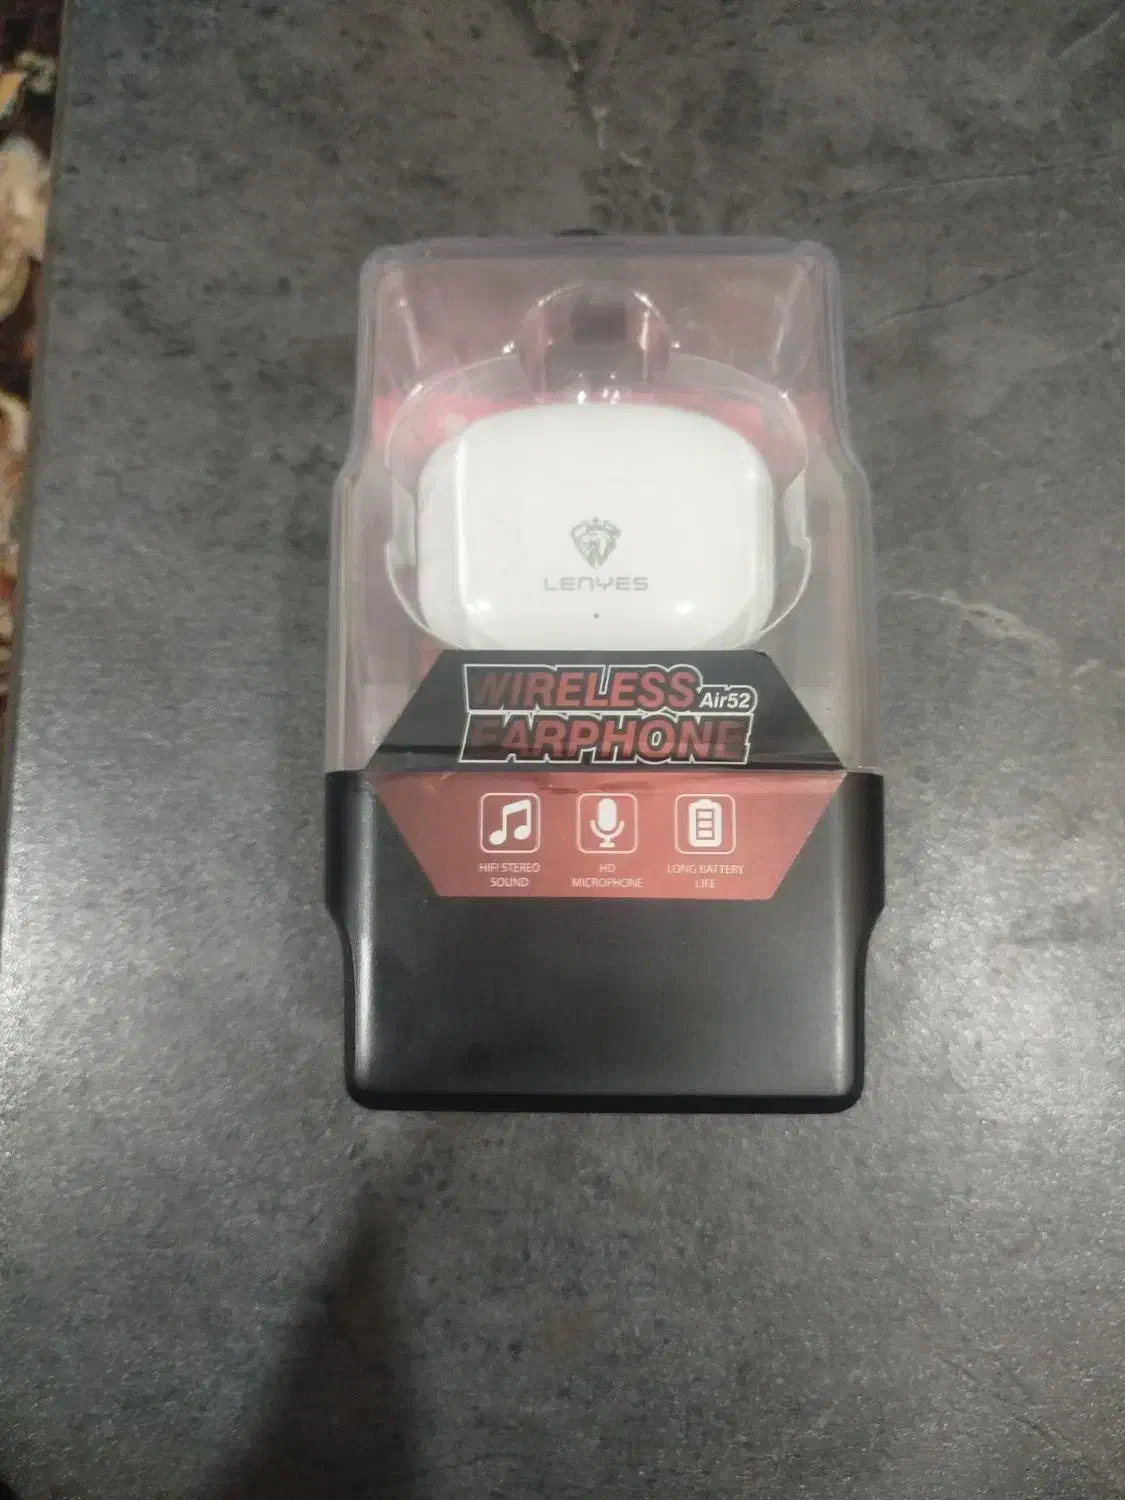 LENYES
WIRELESS Air52
EARPHONE
HIFI STEREO
SOUND
HD
MICROPHONE
LONG BATTERY
LIFE